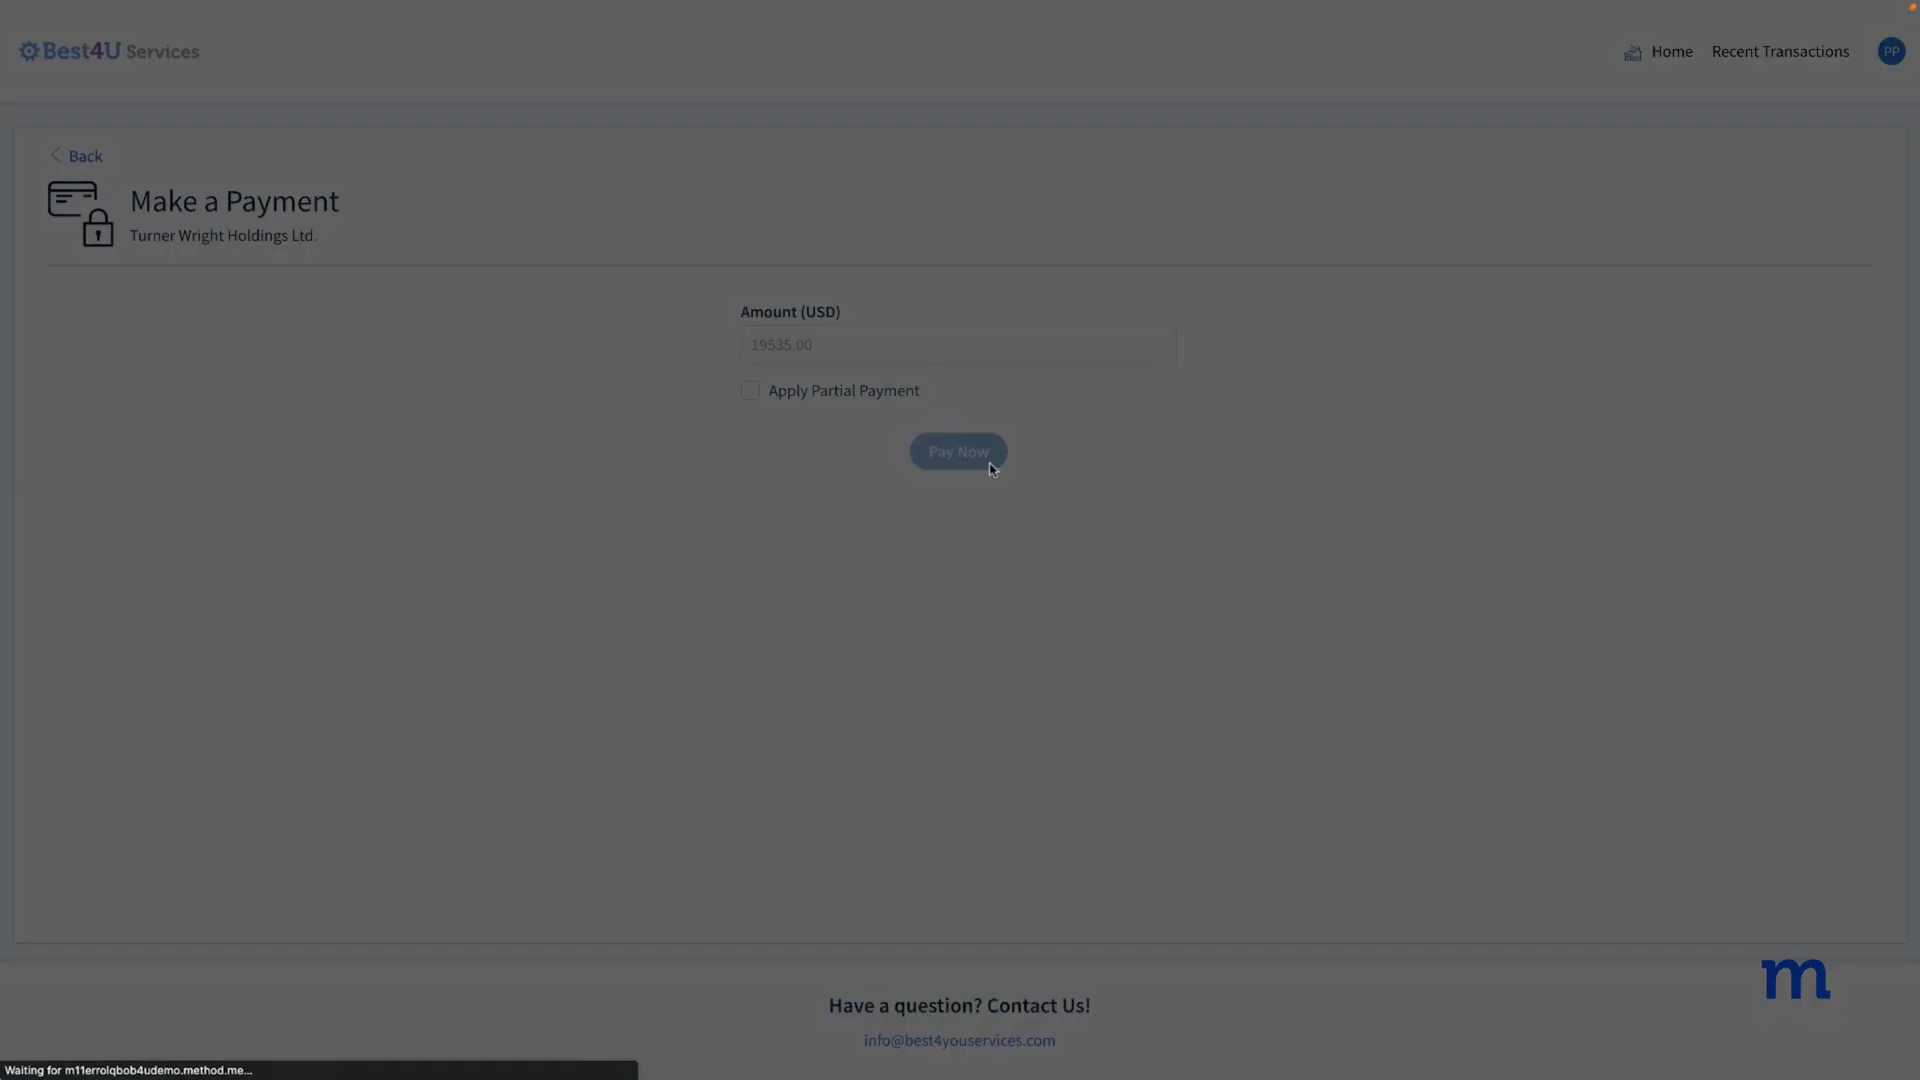 Best4U Services
Home
Recent Transactions
PP
Back
Make a Payment
Turner Wright Holdings Ltd.
Amount (USD)
19535.00
Apply Partial Payment
Pay Now
m
Have a question? Contact Us!
info@best4youservices.com
Waiting for m11errolqbob4udemo.method.me...